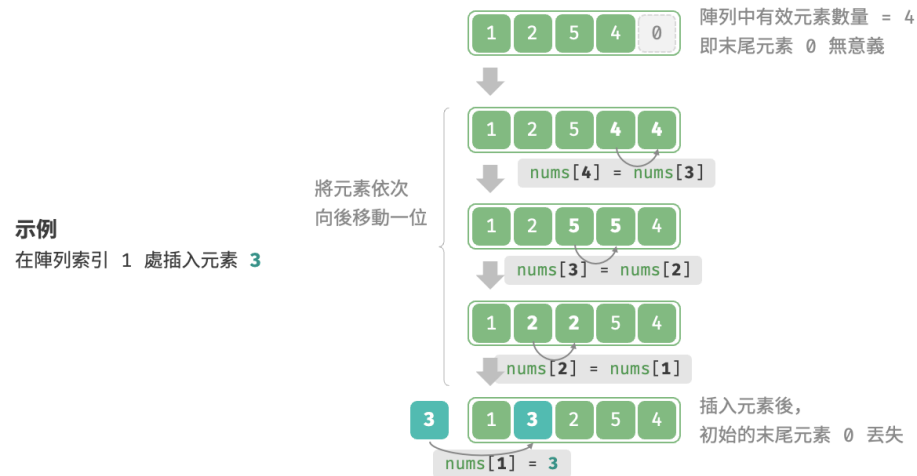 1 2 5 4 0
陣列中有效元素數量 = 4
即末尾元素 0 無意義
1 2 5 4 4
nums[4] = nums[3]
將元素依次
向後移動一位
1 2 5 5 4
nums[3] = nums[2]
示例
在陣列索引 1 處插入元素 3
1 2 2 5 4
nums[2] = nums[1]
3 1 3 2 5 4
插入元素後,
初始的末尾元素 0 丟失
nums[1] = 3